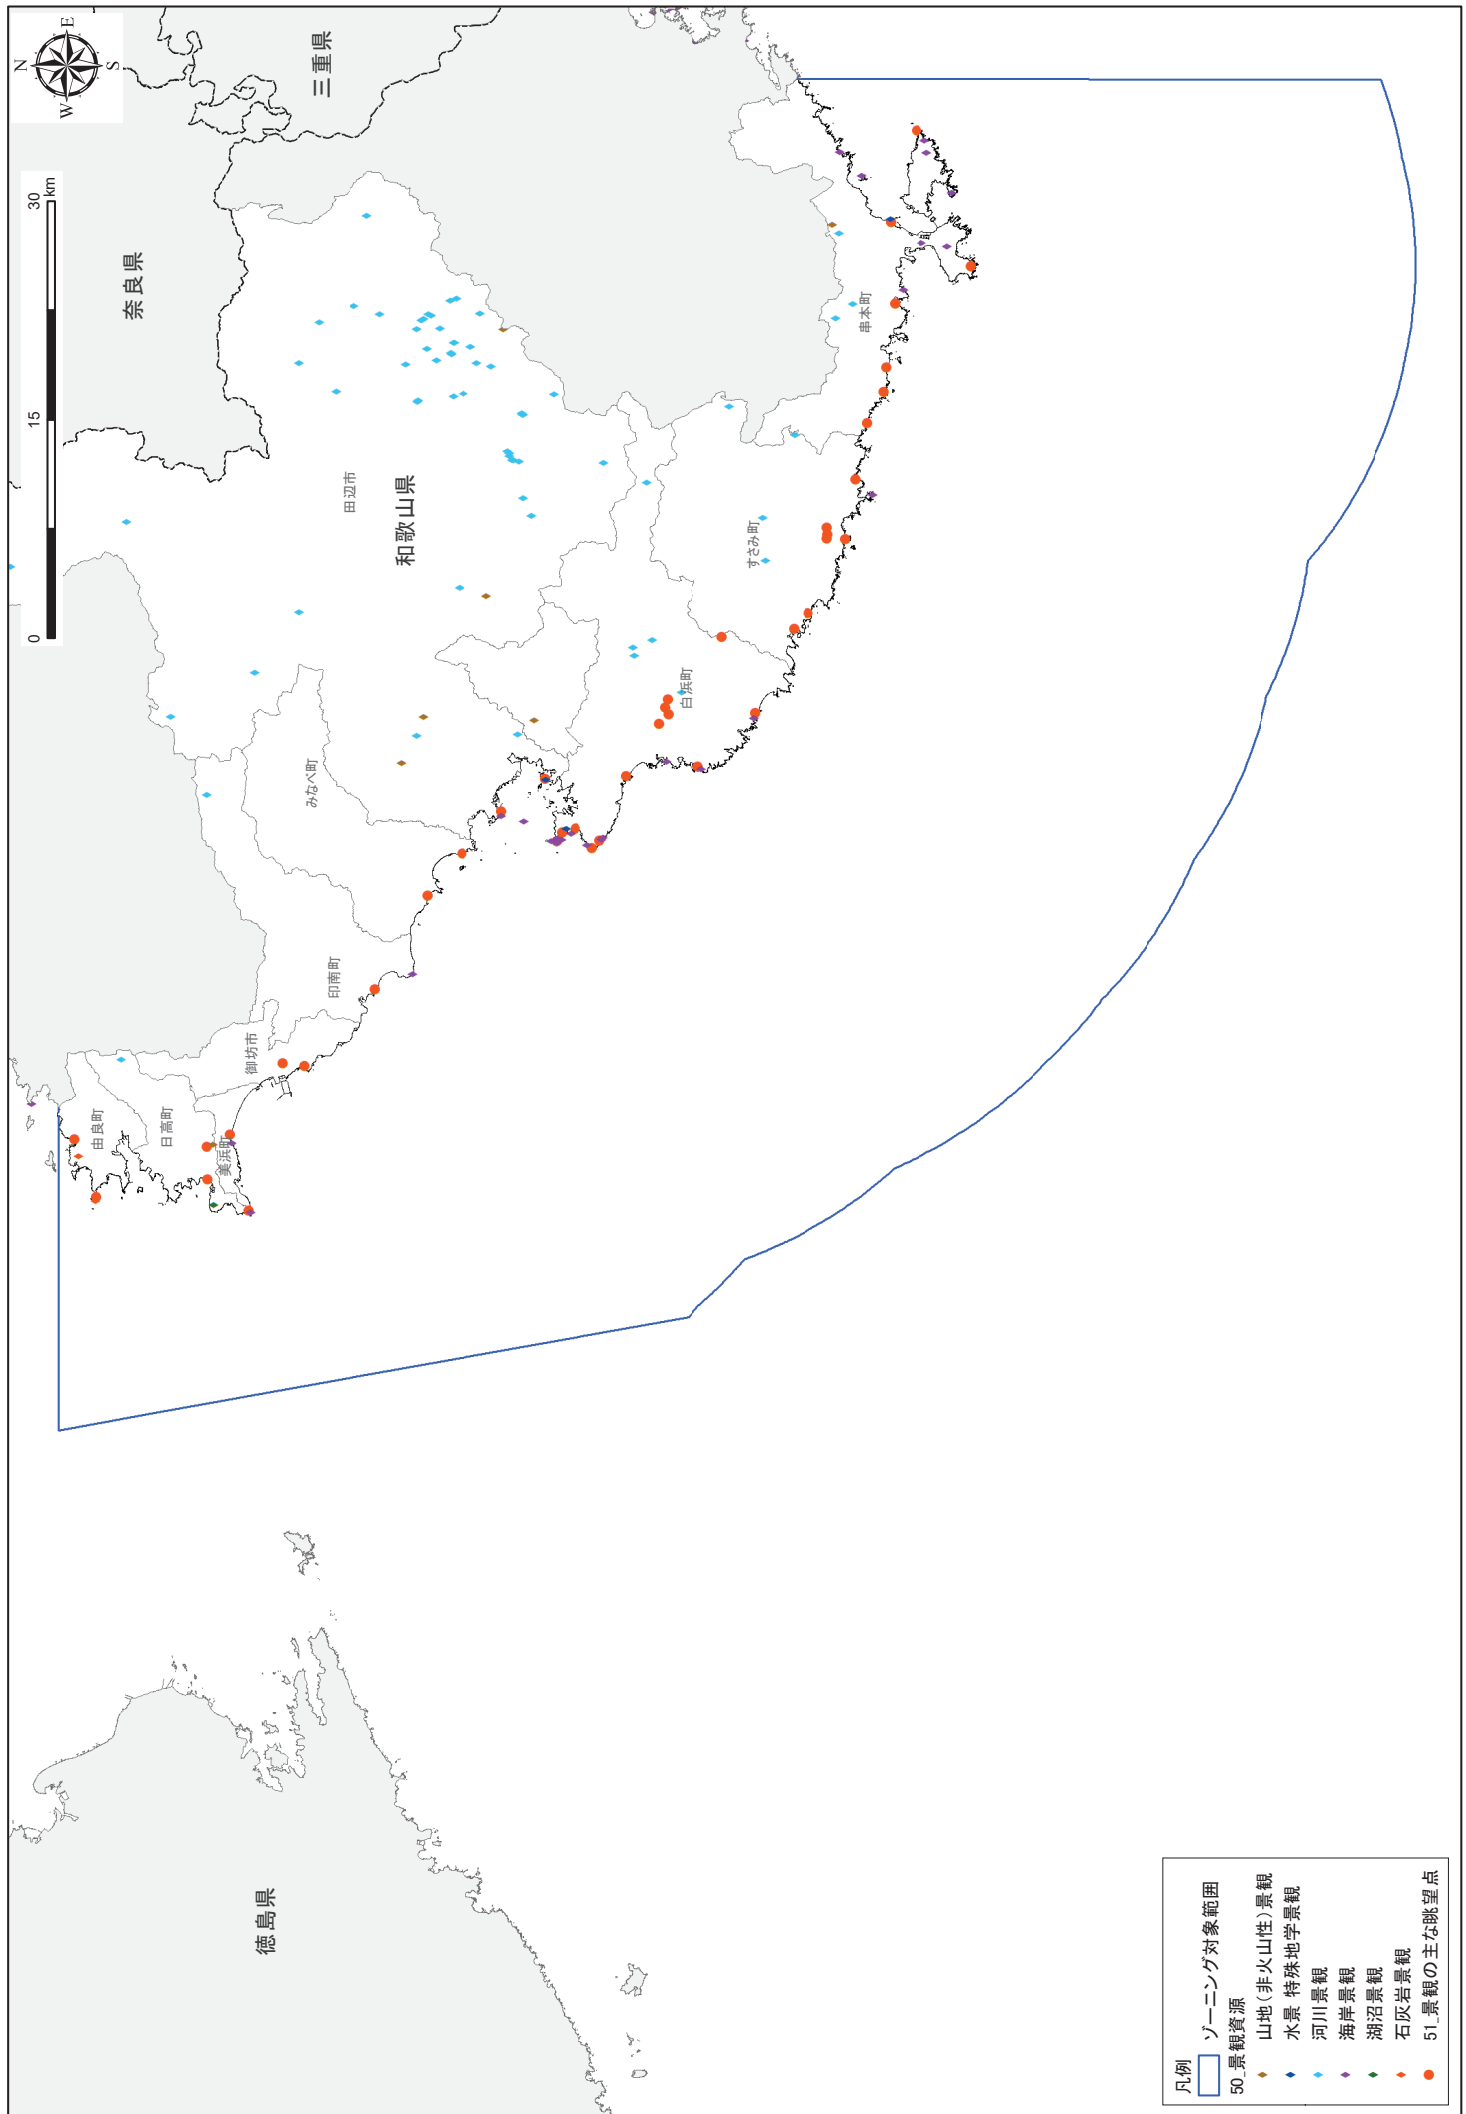 N
W
E
S
0
15
30
km
奈良県
三重県
和歌山県
田辺市
みなべ町
印南町
御坊市
日高町
由良町
美浜町
白浜町
すさみ町
串本町
徳島県
凡例
ゾーニング対象範囲
50_景観資源
山地(非火山性)景観
水景 特殊地学景観
河川景観
海岸景観
湖沼景観
石灰岩景観
51_景観の主な眺望点